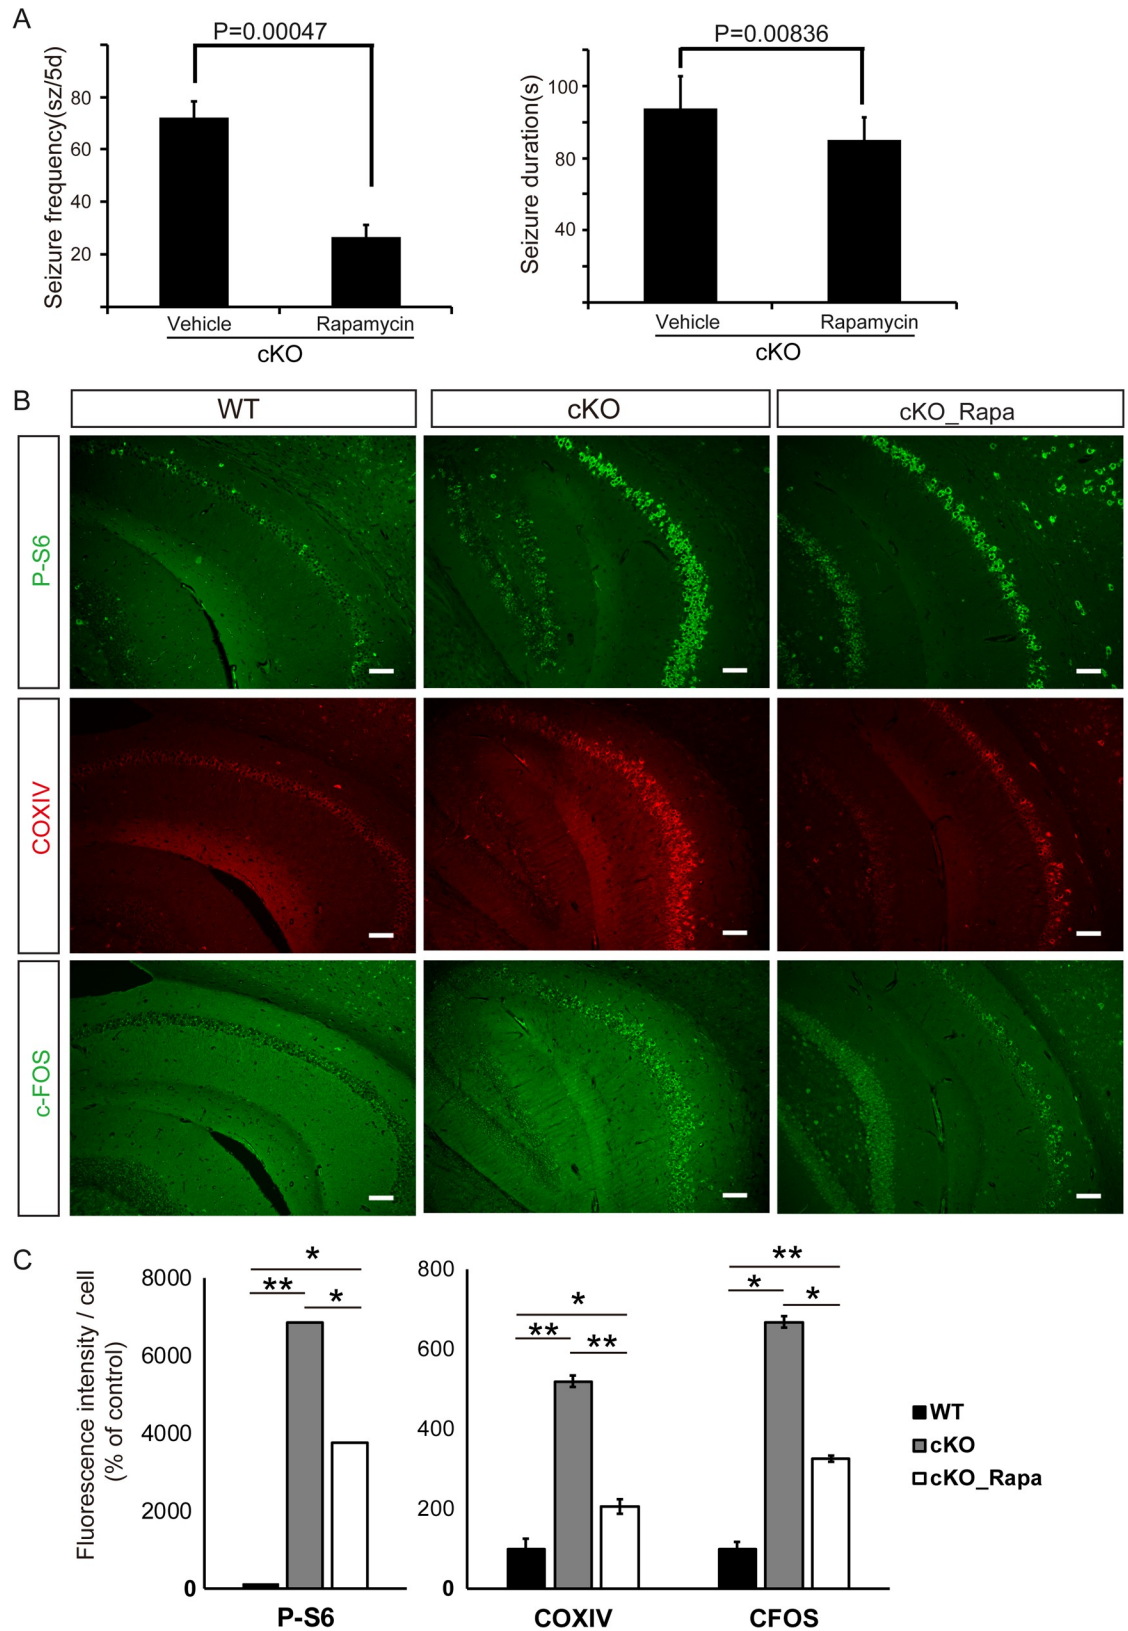 A
P=0.00047
Seizure frequency(sz/5d)
80
60
40
20
Vehicle
Rapamycin
cKO
P=0.00836
Seizure duration(s)
100
80
40
Vehicle
Rapamycin
cKO
B
WT
cKO
cKO_Rapa
P-S6
COXIV
c-FOS
C
Fluorescence intensity / cell
(% of control)
8000
6000
4000
2000
0
*
**
*
P-S6
800
600
400
200
0
*
**
**
COXIV
**
*
*
CFOS
WT
cKO
cKO_Rapa